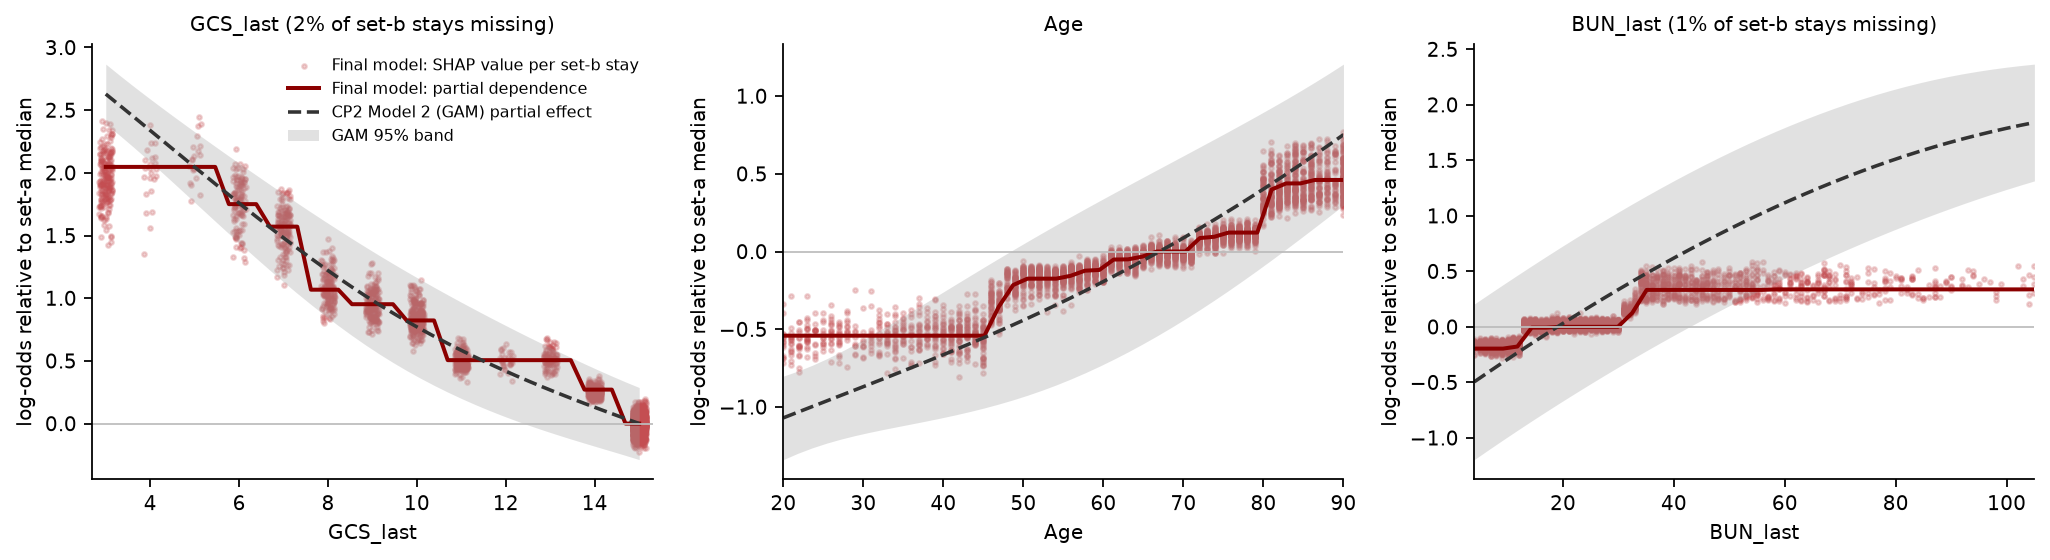 GCS_last (2% of set-b stays missing)
Final model: SHAP value per set-b stay
Final model: partial dependence
CP2 Model 2 (GAM) partial effect
GAM 95% band
log-odds relative to set-a median
3.0
2.5
2.0
1.5
1.0
0.5
0.0
4 6 8 10 12 14
GCS_last
Age
log-odds relative to set-a median
1.0
0.5
0.0
−0.5
−1.0
20 30 40 50 60 70 80 90
Age
BUN_last (1% of set-b stays missing)
log-odds relative to set-a median
2.5
2.0
1.5
1.0
0.5
0.0
−0.5
−1.0
20 40 60 80 100
BUN_last